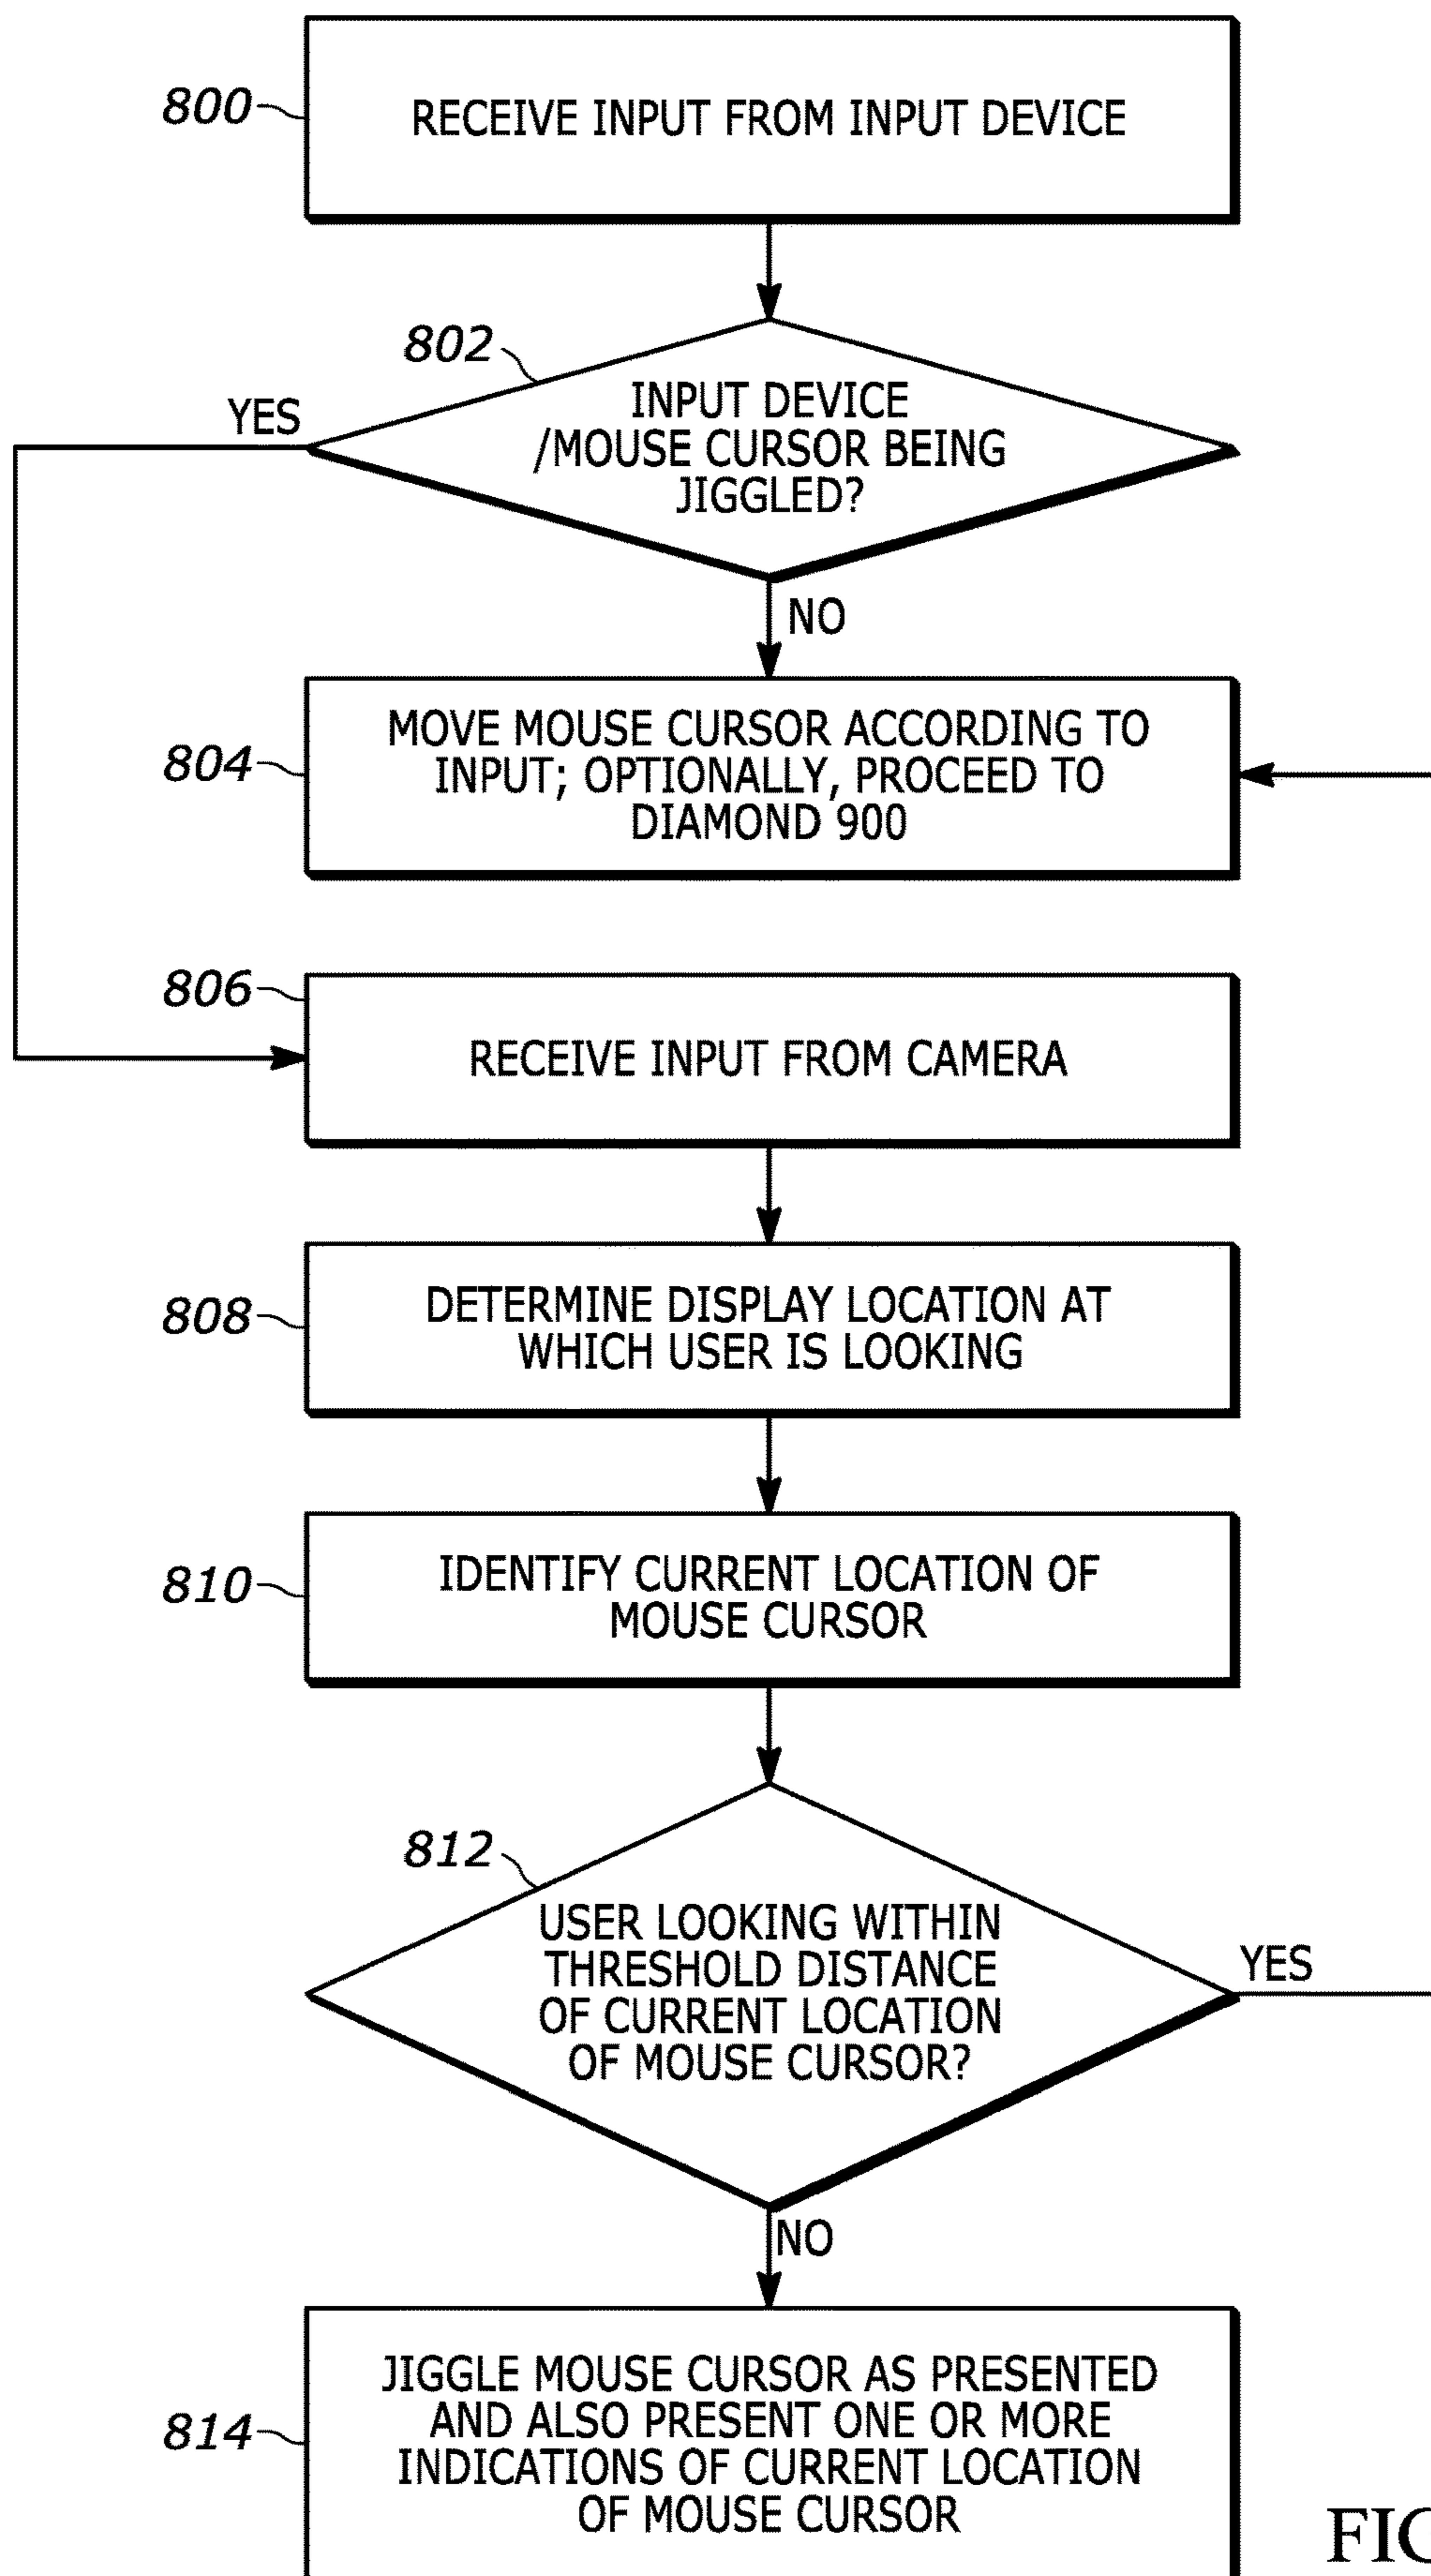 800
RECEIVE INPUT FROM INPUT DEVICE
802
YES
INPUT DEVICE
/MOUSE CURSOR BEING
JIGGLED?
NO
804
MOVE MOUSE CURSOR ACCORDING TO
INPUT; OPTIONALLY, PROCEED TO
DIAMOND 900
806
RECEIVE INPUT FROM CAMERA
808
DETERMINE DISPLAY LOCATION AT
WHICH USER IS LOOKING
810
IDENTIFY CURRENT LOCATION OF
MOUSE CURSOR
812
USER LOOKING WITHIN
THRESHOLD DISTANCE
OF CURRENT LOCATION
OF MOUSE CURSOR?
YES
NO
814
JIGGLE MOUSE CURSOR AS PRESENTED
AND ALSO PRESENT ONE OR MORE
INDICATIONS OF CURRENT LOCATION
OF MOUSE CURSOR